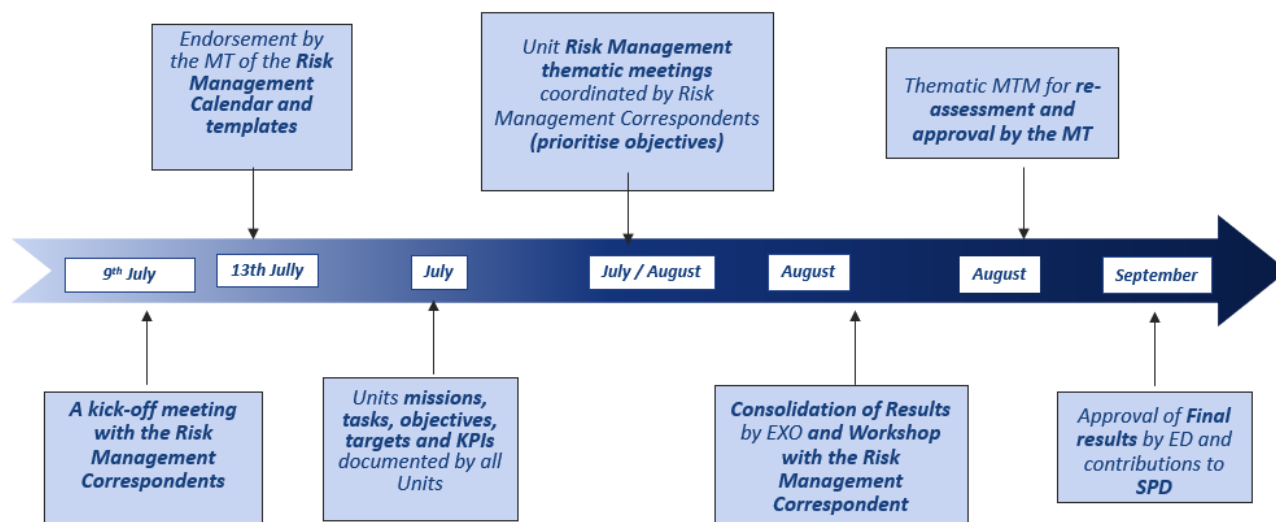 Endorsement by
the MT of the Risk
Management
Calendar and
templates
Unit Risk Management
thematic meetings
coordinated by Risk
Management Correspondents
(prioritise objectives)
Thematic MTM for re-
assessment and
approval by the MT
9th July
13th Jully
July
July / August
August
August
September
A kick-off meeting
with the Risk
Management
Correspondents
Units missions,
tasks, objectives,
targets and KPIs
documented by all
Units
Consolidation of Results
by EXO and Workshop
with the Risk
Management
Correspondent
Approval of Final
results by ED and
contributions to
SPD